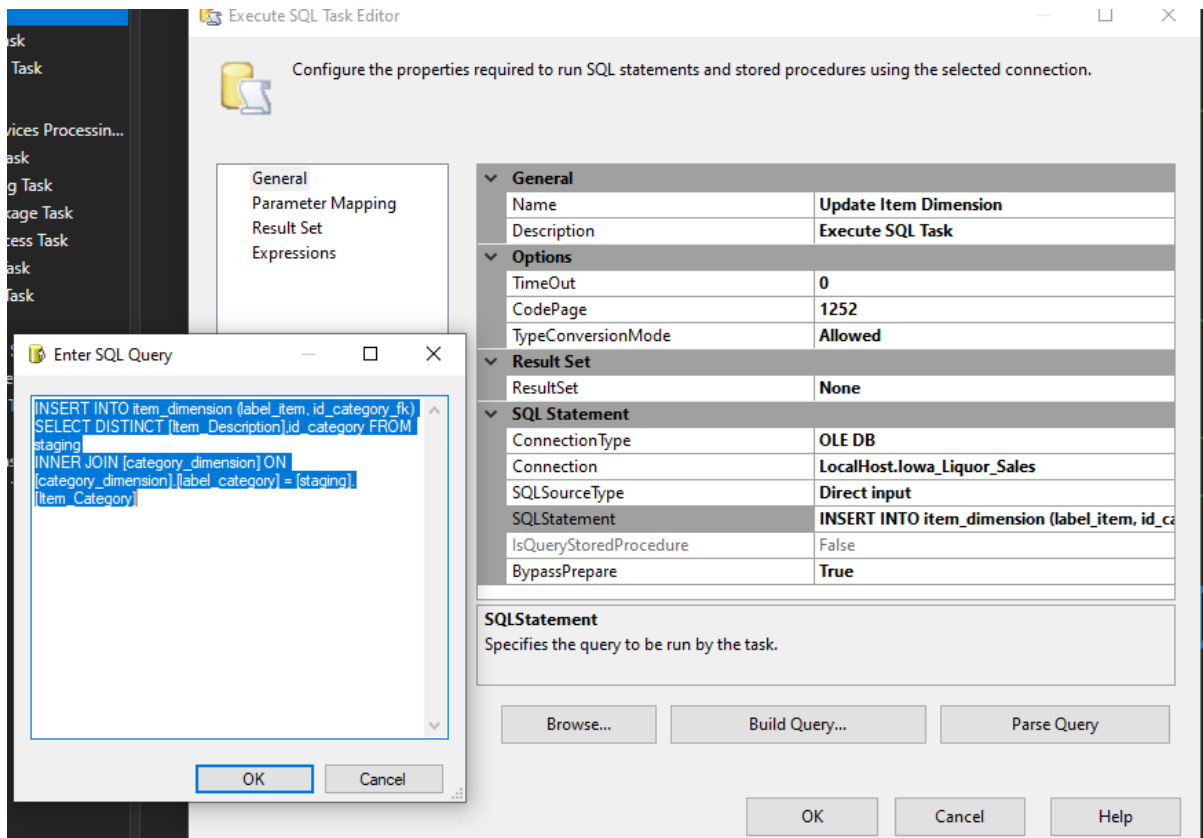 Execute SQL Task Editor
Configure the properties required to run SQL statements and stored procedures using the selected connection.
Task
vices Processin...
g Task
kage Task
cess Task
General
Parameter Mapping
Result Set
Expressions
General
Name Update Item Dimension
Description Execute SQL Task
Options
TimeOut 0
CodePage 1252
TypeConversionMode Allowed
Result Set
ResultSet None
SQL Statement
ConnectionType OLE DB
Connection LocalHost.Iowa_Liquor_Sales
SQLSourceType Direct input
SQLStatement INSERT INTO item_dimension (label_item, id_ca
IsQueryStoredProcedure False
BypassPrepare True
SQLStatement
Specifies the query to be run by the task.
Browse...
Build Query...
Parse Query
OK
Cancel
Help
Enter SQL Query
INSERT INTO item_dimension (label_item, id_category_fk)
SELECT DISTINCT [Item_Description],id_category FROM
staging
INNER JOIN [category_dimension] ON
[category_dimension].[label_category] = [staging].
[Item_Category]
OK
Cancel